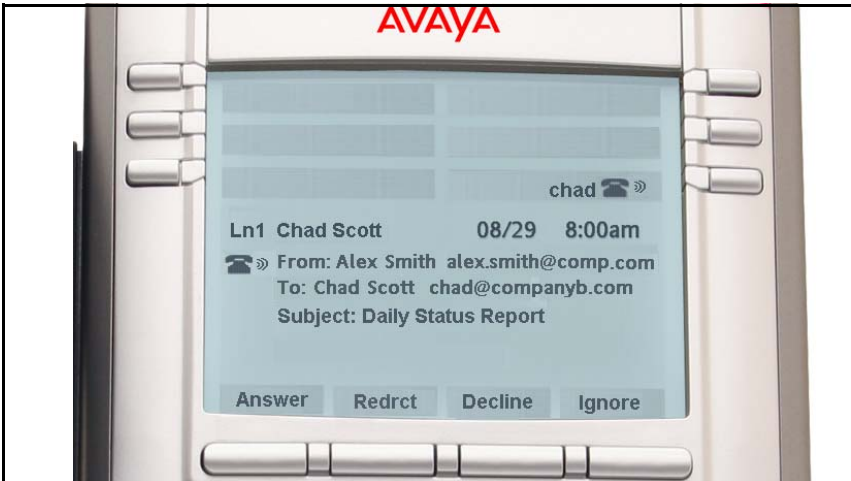 AVAYA
chad
Ln1 Chad Scott 08/29 8:00am
From: Alex Smith alex.smith@comp.com
To: Chad Scott chad@companyb.com
Subject: Daily Status Report
Answer Redrct Decline Ignore